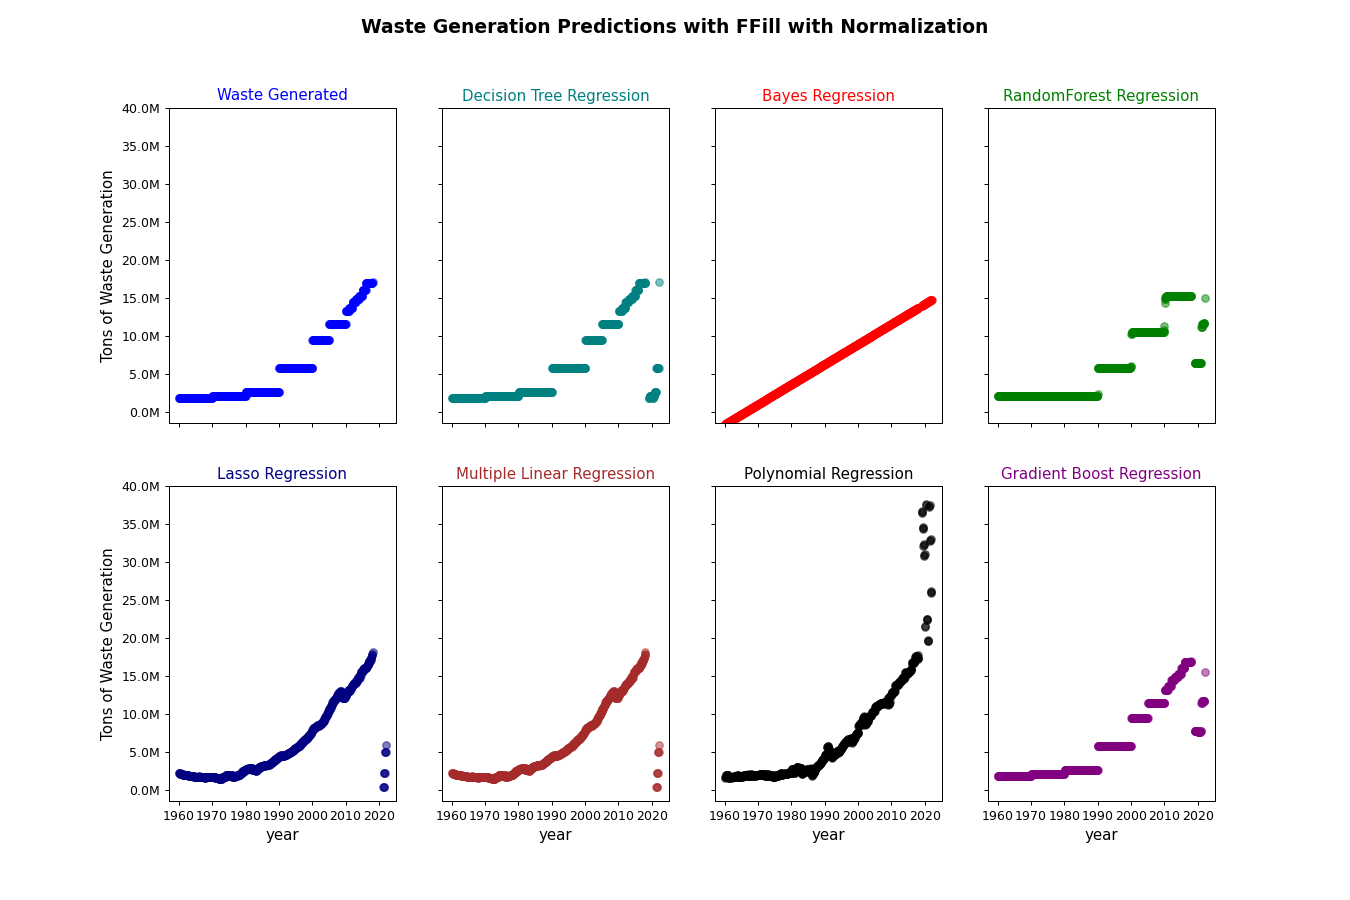 Waste Generation Predictions with FFill with Normalization
Waste Generated
Decision Tree Regression
Bayes Regression
RandomForest Regression
40.0M
35.0M
30.0M
25.0M
20.0M
15.0M
10.0M
5.0M
0.0M
Tons of Waste Generation
Lasso Regression
Multiple Linear Regression
Polynomial Regression
Gradient Boost Regression
40.0M
35.0M
30.0M
25.0M
20.0M
15.0M
10.0M
5.0M
0.0M
Tons of Waste Generation
1960 1970 1980 1990 2000 2010 2020
1960 1970 1980 1990 2000 2010 2020
1960 1970 1980 1990 2000 2010 2020
1960 1970 1980 1990 2000 2010 2020
year
year
year
year